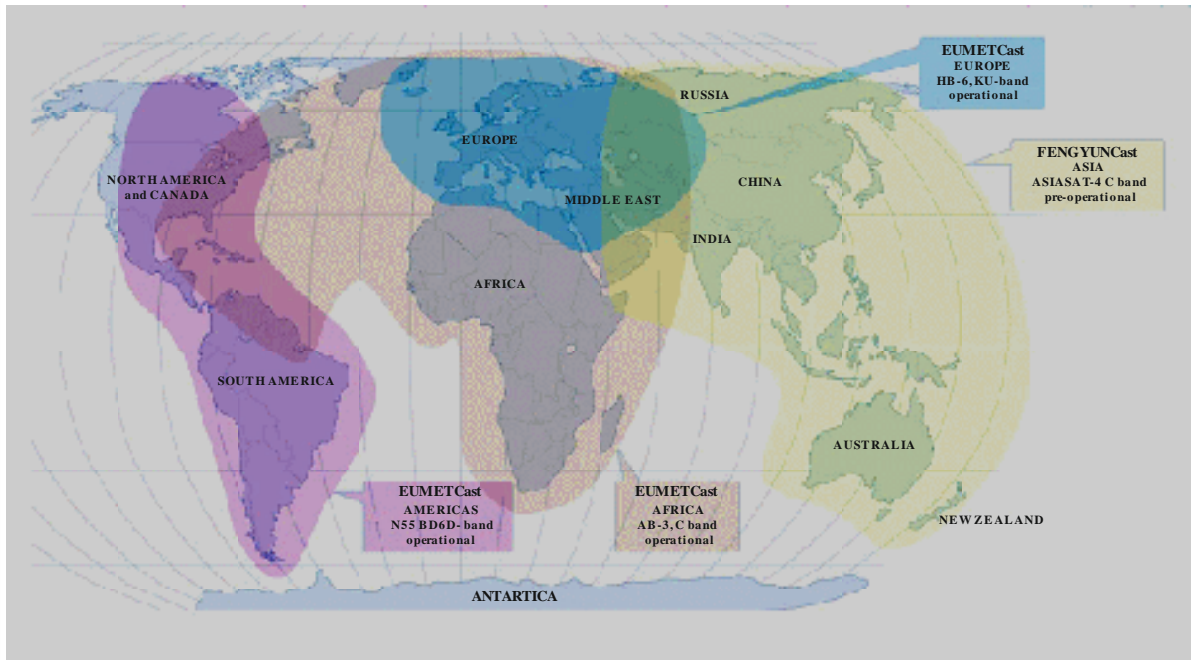 EUMETCast
EUROPE
HB-6, KU-band
operational
RUSSIA
EUROPE
FENGYUNCast
ASIA
ASIASAT-4 C band
pre-operational
NORTH AMERICA
and CANADA
CHINA
MIDDLE EAST
INDIA
AFRICA
SOUTH AMERICA
AUSTRALIA
EUMETCast
AMERICAS
N55 BD6D- band
operational
EUMETCast
AFRICA
AB-3, C band
operational
NEW ZEALAND
ANTARTICA